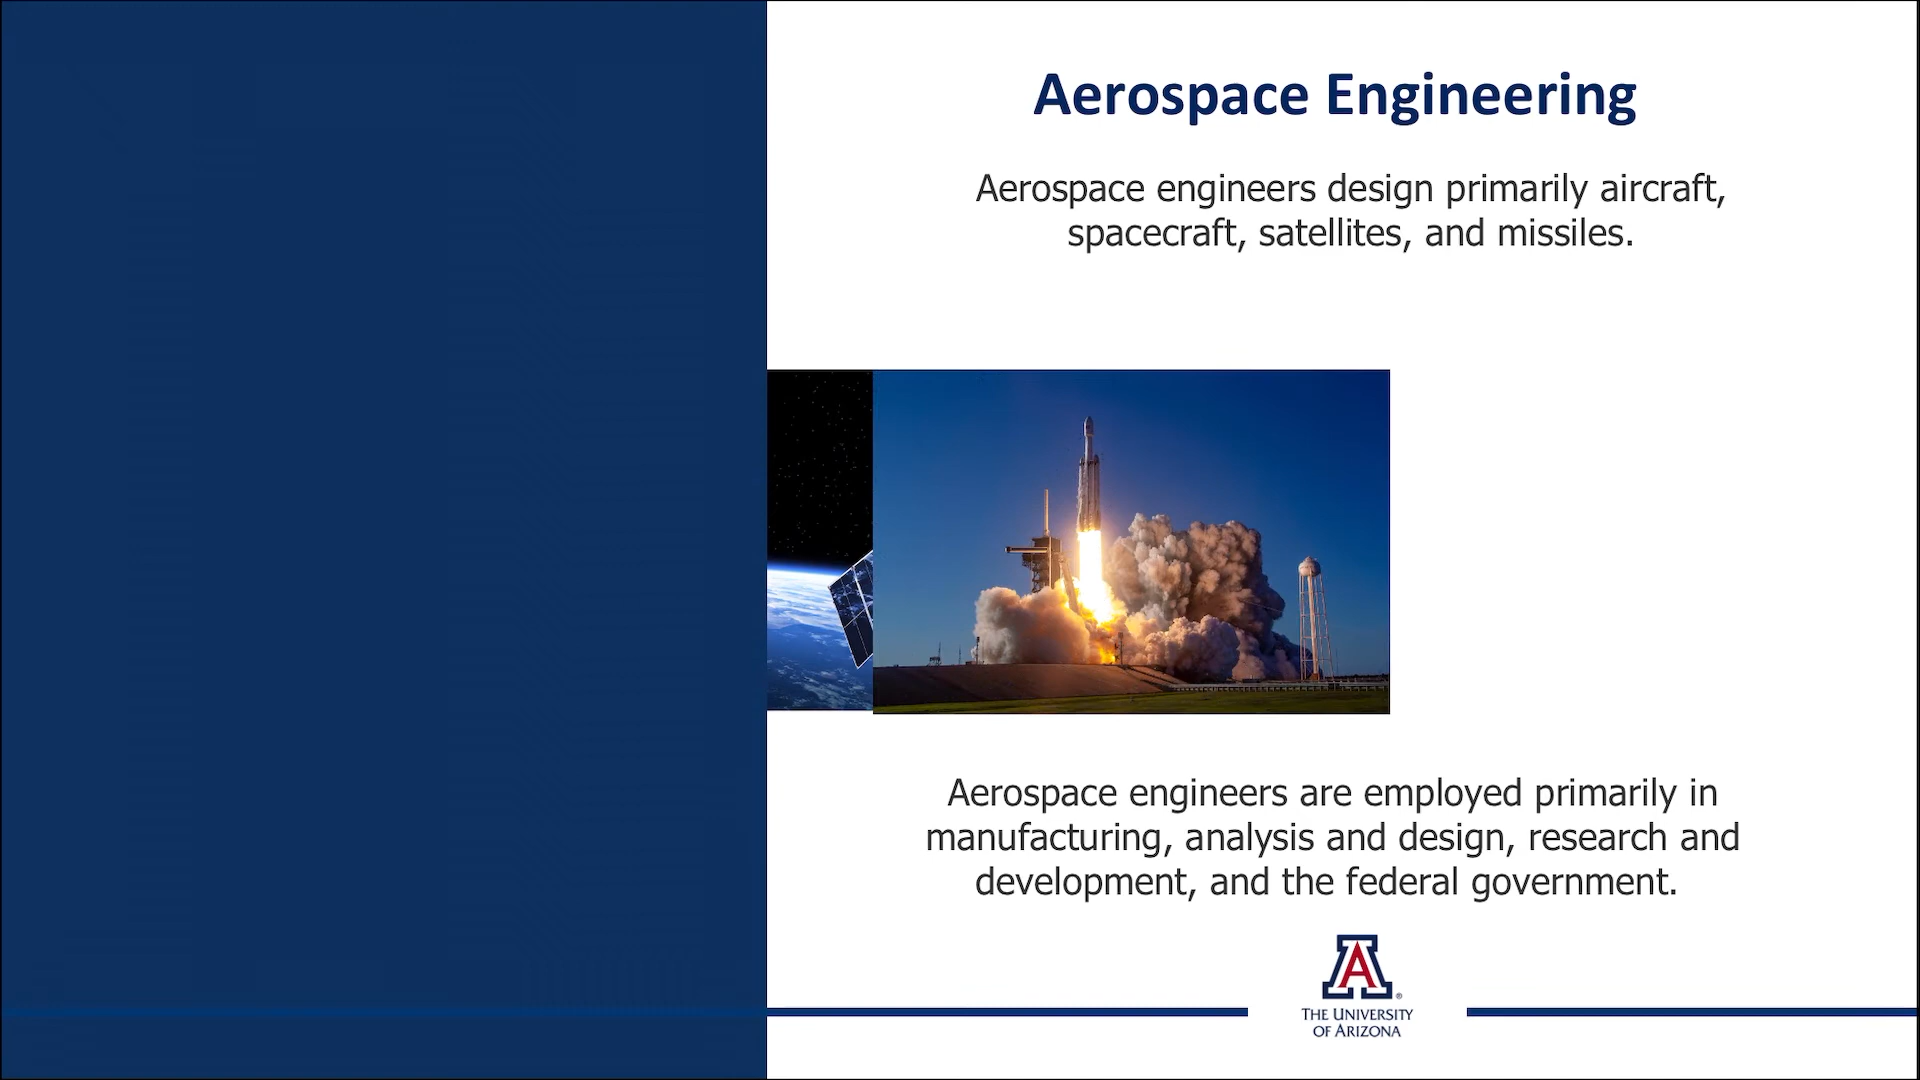 Aerospace Engineering
Aerospace engineers design primarily aircraft,
spacecraft, satellites, and missiles.
Aerospace engineers are employed primarily in
manufacturing, analysis and design, research and
development, and the federal government.
A
®
THE UNIVERSITY
OF ARIZONA